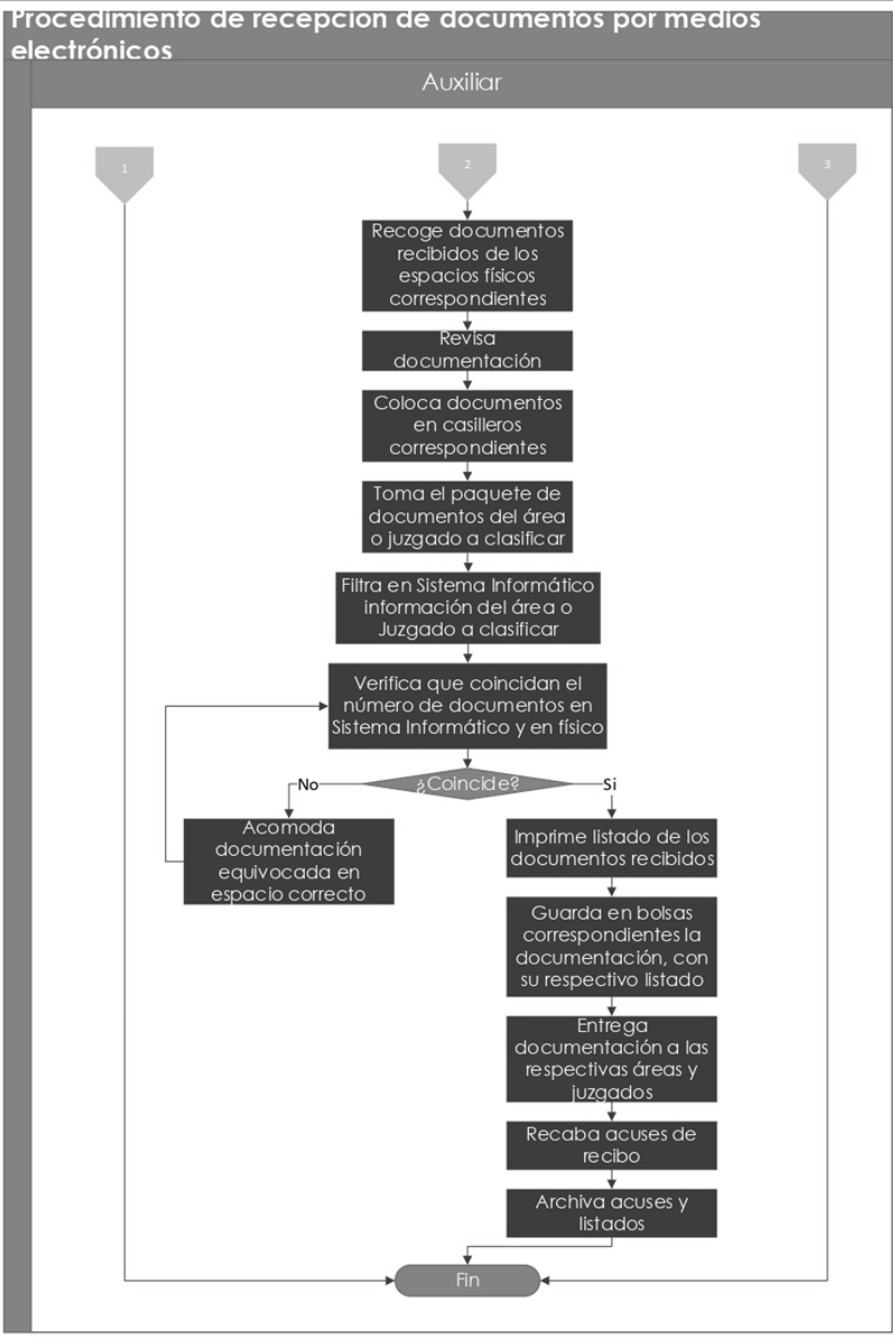 Procedimiento de recepción de documentos por medios
electrónicos
Auxiliar
1
2
3
Recoge documentos
recibidos de los
espacios físicos
correspondientes
Revisa
documentación
Coloca documentos
en casilleros
correspondientes
Toma el paquete de
documentos del área
o juzgado a clasificar
Filtra en Sistema Informático
información del área o
Juzgado a clasificar
Verifica que coincidan el
número de documentos en
Sistema Informático y en físico
¿Coincide?
No
Si
Acomoda
documentación
equivocada en
espacio correcto
Imprime listado de los
documentos recibidos
Guarda en bolsas
correspondientes la
documentación, con
su respectivo listado
Entrega
documentación a las
respectivas áreas y
juzgados
Recaba acuses de
recibo
Archiva acuses y
listados
Fin